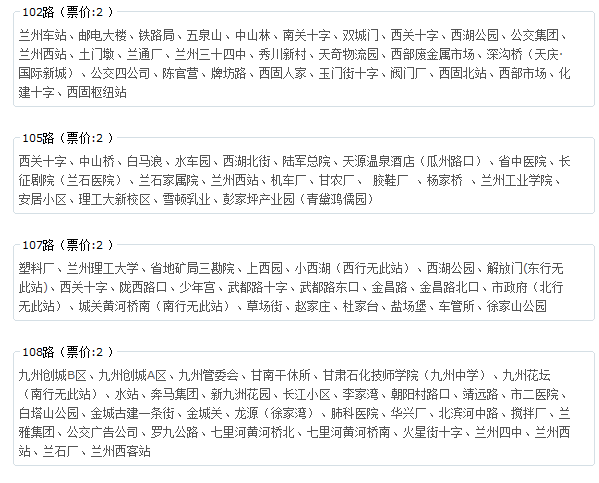 102路（票价:2 ）
兰州车站、邮电大楼、铁路局、五泉山、中山林、南关十字、双城门、西关十字、西湖公园、公交集团、
兰州西站、土门墩、兰通厂、兰州三十四中、秀川新村、天奇物流园、西部废金属市场、深沟桥（天庆·
国际新城）、公交四公司、陈官营、牌坊路、西固人家、玉门街十字、阀门厂、西固北站、西部市场、化
建十字、西固枢纽站
105路（票价:2 ）
西关十字、中山桥、白马浪、水车园、西湖北街、陆军总院、天源温泉酒店（瓜州路口）、省中医院、长
征剧院（兰石医院）、兰石家属院、兰州西站、机车厂、甘农厂、 胶鞋厂 、杨家桥 、兰州工业学院、
安居小区、理工大新校区、雪顿乳业、彭家坪产业园（青黛鸿儒园）
107路（票价:2 ）
塑料厂、兰州理工大学、省地矿局三勘院、上西园、小西湖（西行无此站）、西湖公园、解放门(东行无
此站)、西关十字、陇西路口、少年宫、武都路十字、武都路东口、金昌路、金昌路北口、市政府（北行
无此站）、城关黄河桥南（南行无此站）、草场街、赵家庄、杜家台、盐场堡、车管所、徐家山公园
108路（票价:2 ）
九州创城B区、九州创城A区、九州管委会、甘南干休所、甘肃石化技师学院（九州中学）、九州花坛
（南行无此站）、水站、奔马集团、新九洲花园、长江小区、李家湾、朝阳村路口、靖远路、市二医院、
白塔山公园、金城古建一条街、金城关、龙源（徐家湾）、肺科医院、华兴厂、北滨河中路、搅拌厂、兰
雅集团、公交广告公司、罗九公路、七里河黄河桥北、七里河黄河桥南、火星街十字、兰州四中、兰州西
站、兰石厂、兰州西客站